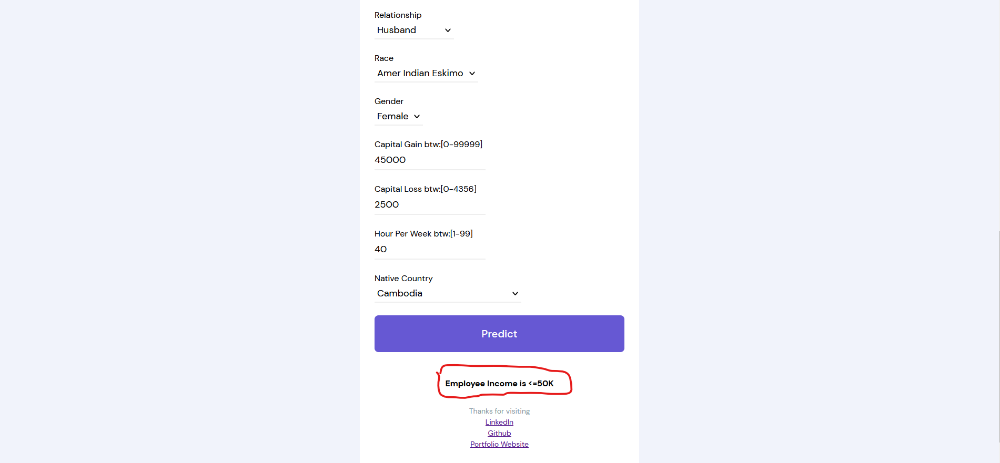 Relationship
Husband
Race
Amer Indian Eskimo
Gender
Female
Capital Gain btw:[0-99999]
45000
Capital Loss btw:[0-4356]
2500
Hour Per Week btw:[1-99]
40
Native Country
Cambodia
Predict
Employee Income is <=50K
Thanks for visiting
LinkedIn
Github
Portfolio Website